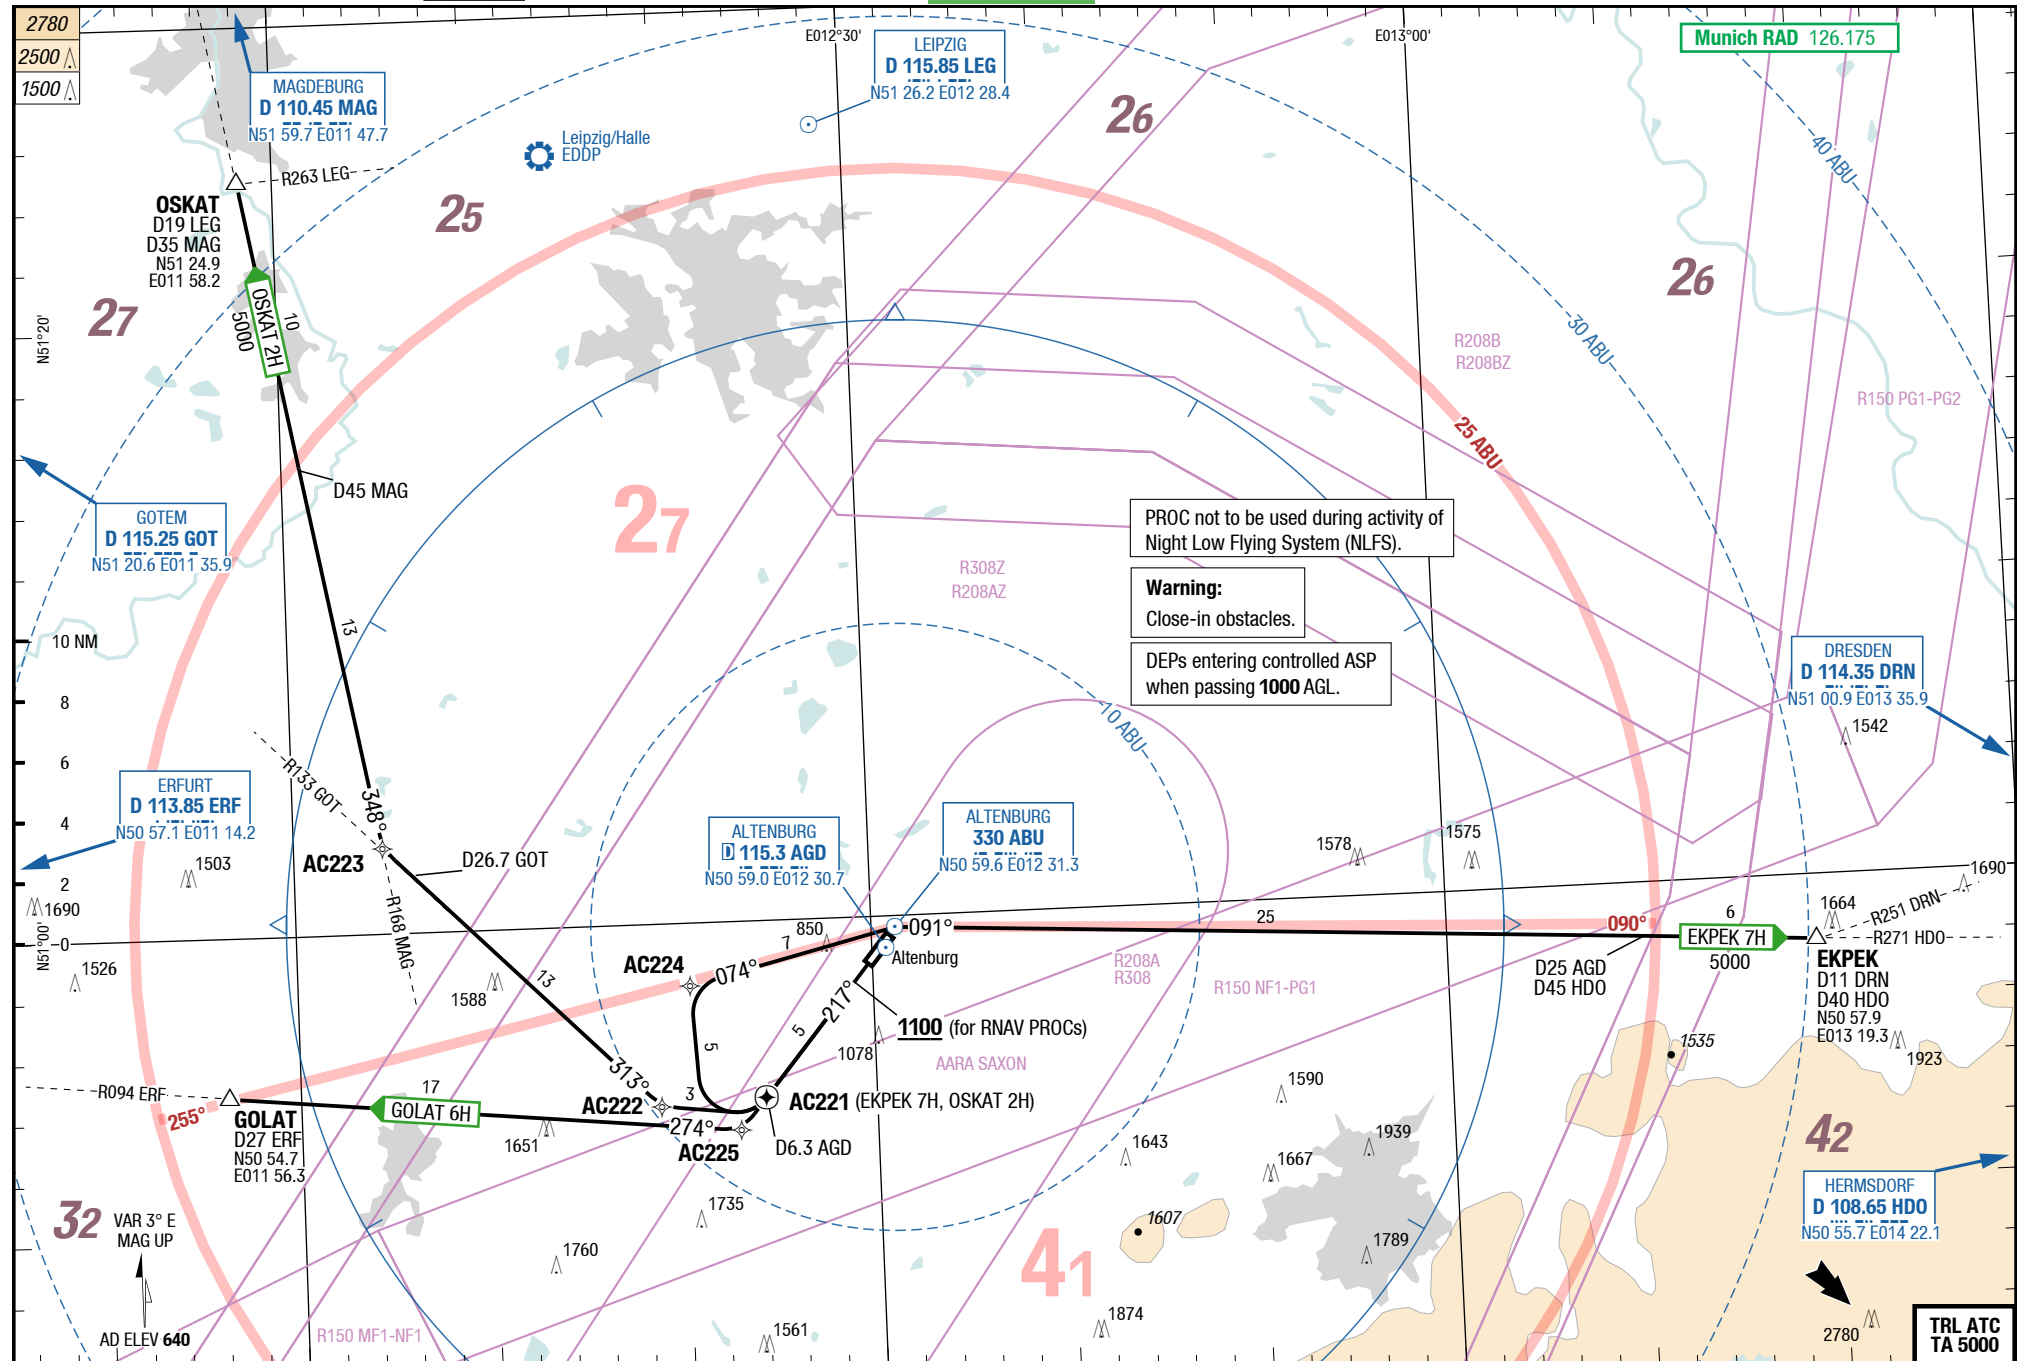 2780
2500
1500
MAGDEBURG
D 110.45 MAG
N51 59.7 E011 47.7
E012°30'
LEIPZIG
D 115.85 LEG
N51 26.2 E012 28.4
E013°00'
Munich RAD 126.175
Leipzig/Halle
EDDP
26
40 ABU
R263 LEG
OSKAT
D19 LEG
D35 MAG
N51 24.9
E011 58.2
25
26
27
OSKAT 2H
5000
10
N51°20'
30 ABU
R208B
R208BZ
R150 PG1-PG2
25 ABU
D45 MAG
GOTEM
D 115.25 GOT
N51 20.6 E011 35.9
27
PROC not to be used during activity of
Night Low Flying System (NLFS).
R308Z
R208AZ
Warning:
Close-in obstacles.
13
10 NM
8
6
4
2
0
DEPs entering controlled ASP
when passing 1000 AGL.
DRESDEN
D 114.35 DRN
N51 00.9 E013 35.9
1542
10 ABU
R133 GOT
348°
ERFURT
D 113.85 ERF
N50 57.1 E011 14.2
1503
AC223
D26.7 GOT
ALTENBURG
D 115.3 AGD
N50 59.0 E012 30.7
ALTENBURG
330 ABU
N50 59.6 E012 31.3
1578
1575
1690
1690
R168 MAG
N51°00'
850
7
091°
25
090°
6
EKPEK 7H
5000
1664
R251 DRN
R271 HDO
1526
1588
13
AC224
074°
Altenburg
217°
5
5
R208A
R308
R150 NF1-PG1
D25 AGD
D45 HDO
EKPEK
D11 DRN
D40 HDO
N50 57.9
E013 19.3
1923
1100 (for RNAV PROCs)
1078
AARA SAXON
1535
R094 ERF
255°
GOLAT
D27 ERF
N50 54.7
E011 56.3
17
GOLAT 6H
313°
3
AC222
274°
AC225
AC221 (EKPEK 7H, OSKAT 2H)
D6.3 AGD
1590
1651
1643
1667
1939
42
32
VAR 3° E
MAG UP
1735
1760
1607
1789
41
HERMSDORF
D 108.65 HDO
N50 55.7 E014 22.1
AD ELEV 640
R150 MF1-NF1
1561
1874
2780
TRL ATC
TA 5000